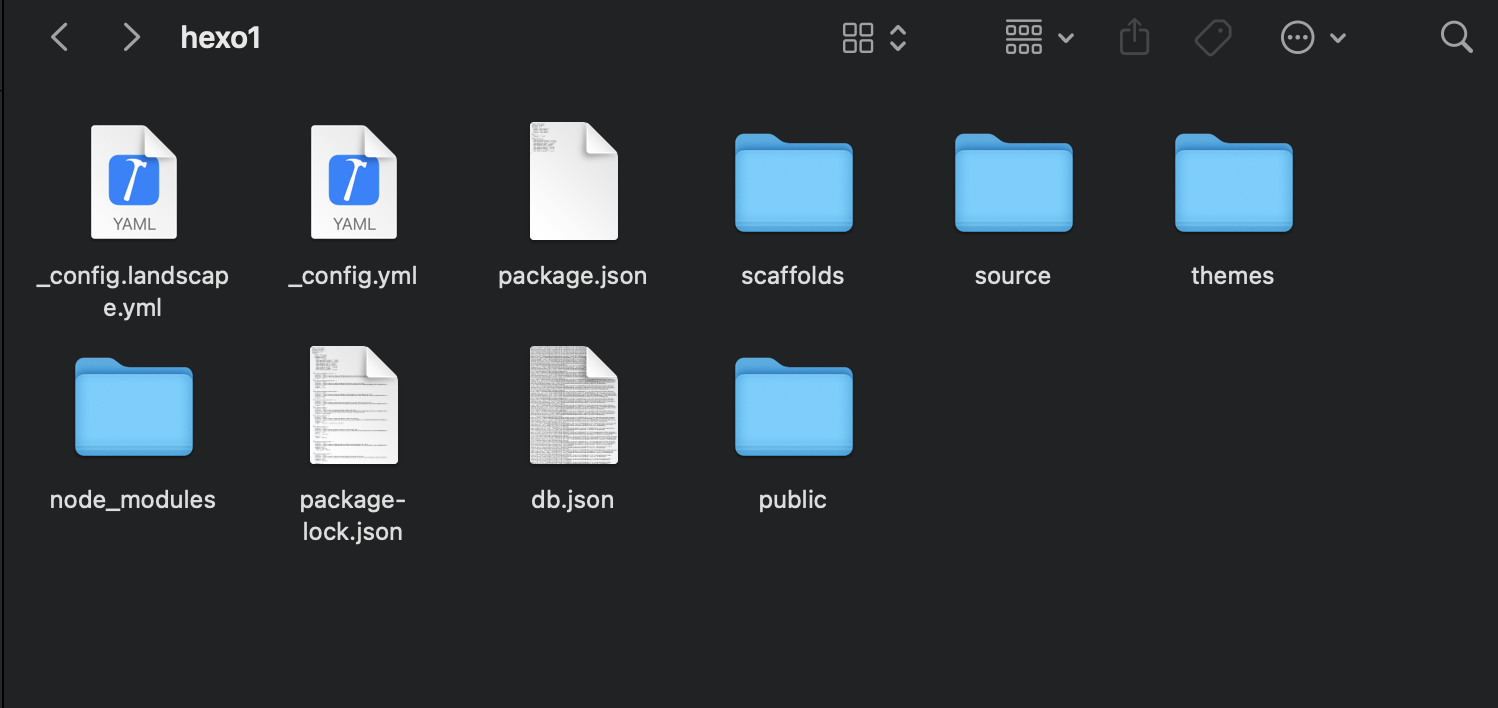 hexo1
YAML
YAML
_config.landscap
e.yml
_config.yml
package.json
scaffolds
source
themes
node_modules
package-
lock.json
db.json
public